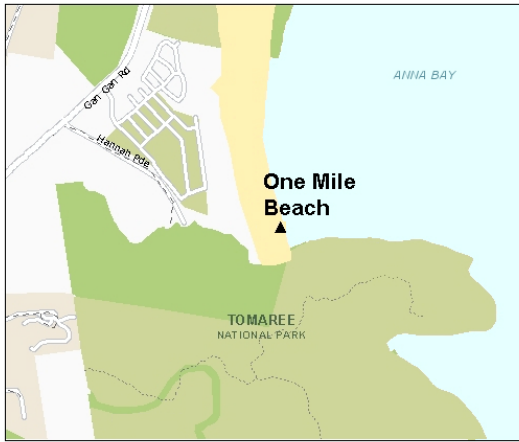 ANNA BAY
Gan Gan Rd
Hannah Pde
One Mile
Beach
TOMAREE
NATIONAL PARK